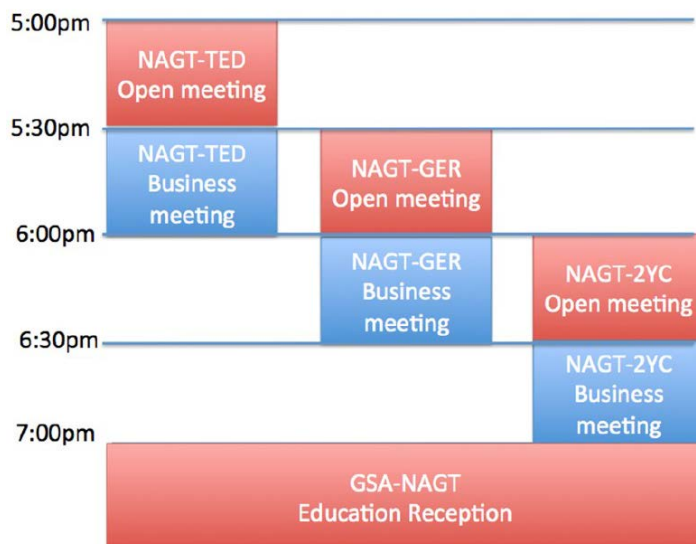 5:00pm
NAGT-TED
Open meeting
5:30pm
NAGT-TED
Business
meeting
NAGT-GER
Open meeting
6:00pm
NAGT-GER
Business
meeting
NAGT-2YC
Open meeting
6:30pm
NAGT-2YC
Business
meeting
7:00pm
GSA-NAGT
Education Reception